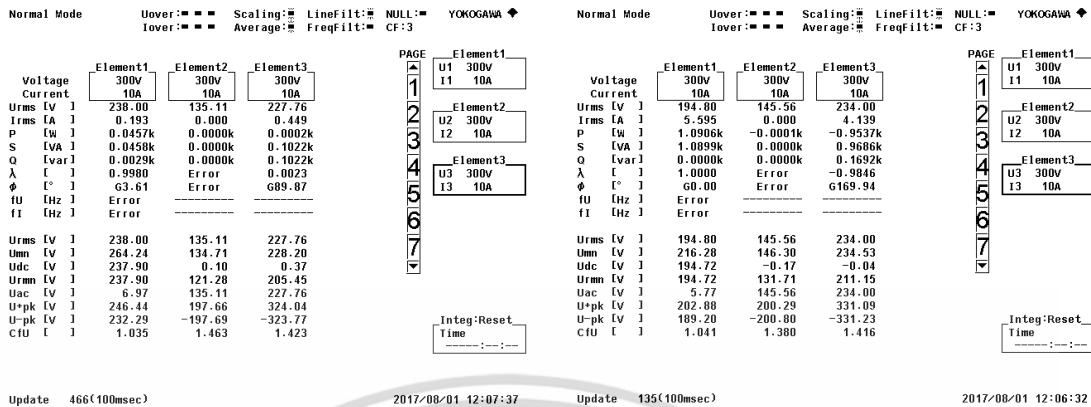 Normal Mode Uover:= = = Scaling:■ LineFilt:■ NULL:= YOKOGAWA ◆
Iover:= = = Average:■ FreqFilt:■ CF:3
PAGE
Element1 Element2 Element3
Voltage 300V 300V 300V
Current 10A 10A 10A
Urms [V ] 238.00 135.11 227.76
Irms [A ] 0.193 0.000 0.449
P [W ] 0.0457k 0.0000k 0.0002k
S [VA ] 0.0458k 0.0000k 0.1022k
Q [var] 0.0029k 0.0000k 0.1022k
λ [ ] 0.9980 Error 0.0023
ϕ [° ] G3.61 Error G89.87
fU [Hz ] Error --------- ---------
fI [Hz ] Error --------- ---------
Urms [V ] 238.00 135.11 227.76
Umn [V ] 264.24 134.71 228.20
Udc [V ] 237.90 0.10 0.37
Urmn [V ] 237.90 121.28 205.45
Uac [V ] 6.97 135.11 227.76
U+pk [V ] 246.44 197.66 324.04
U-pk [V ] 232.29 -197.69 -323.77
CfU [ ] 1.035 1.463 1.423
1
2
3
4
5
6
7
Element1
U1 300V
I1 10A
Element2
U2 300V
I2 10A
Element3
U3 300V
I3 10A
Integ:Reset
Time
-----:--:--
Update 466(100msec) 2017/08/01 12:07:37
Normal Mode Uover:= = = Scaling:■ LineFilt:■ NULL:= YOKOGAWA ◆
Iover:= = = Average:■ FreqFilt:■ CF:3
PAGE
Element1 Element2 Element3
Voltage 300V 300V 300V
Current 10A 10A 10A
Urms [V ] 194.80 145.56 234.00
Irms [A ] 5.595 0.000 4.139
P [W ] 1.0906k -0.0001k -0.9537k
S [VA ] 1.0899k 0.0000k 0.9686k
Q [var] 0.0000k 0.0000k 0.1692k
λ [ ] 1.0000 Error -0.9846
ϕ [° ] G0.00 Error G169.94
fU [Hz ] Error --------- ---------
fI [Hz ] Error --------- ---------
Urms [V ] 194.80 145.56 234.00
Umn [V ] 216.28 146.30 234.53
Udc [V ] 194.72 -0.17 -0.04
Urmn [V ] 194.72 131.71 211.15
Uac [V ] 5.77 145.56 234.00
U+pk [V ] 202.88 200.29 331.09
U-pk [V ] 189.20 -200.80 -331.23
CfU [ ] 1.041 1.380 1.416
1
2
3
4
5
6
7
Element1
U1 300V
I1 10A
Element2
U2 300V
I2 10A
Element3
U3 300V
I3 10A
Integ:Reset
Time
-----:--:--
Update 135(100msec) 2017/08/01 12:06:32